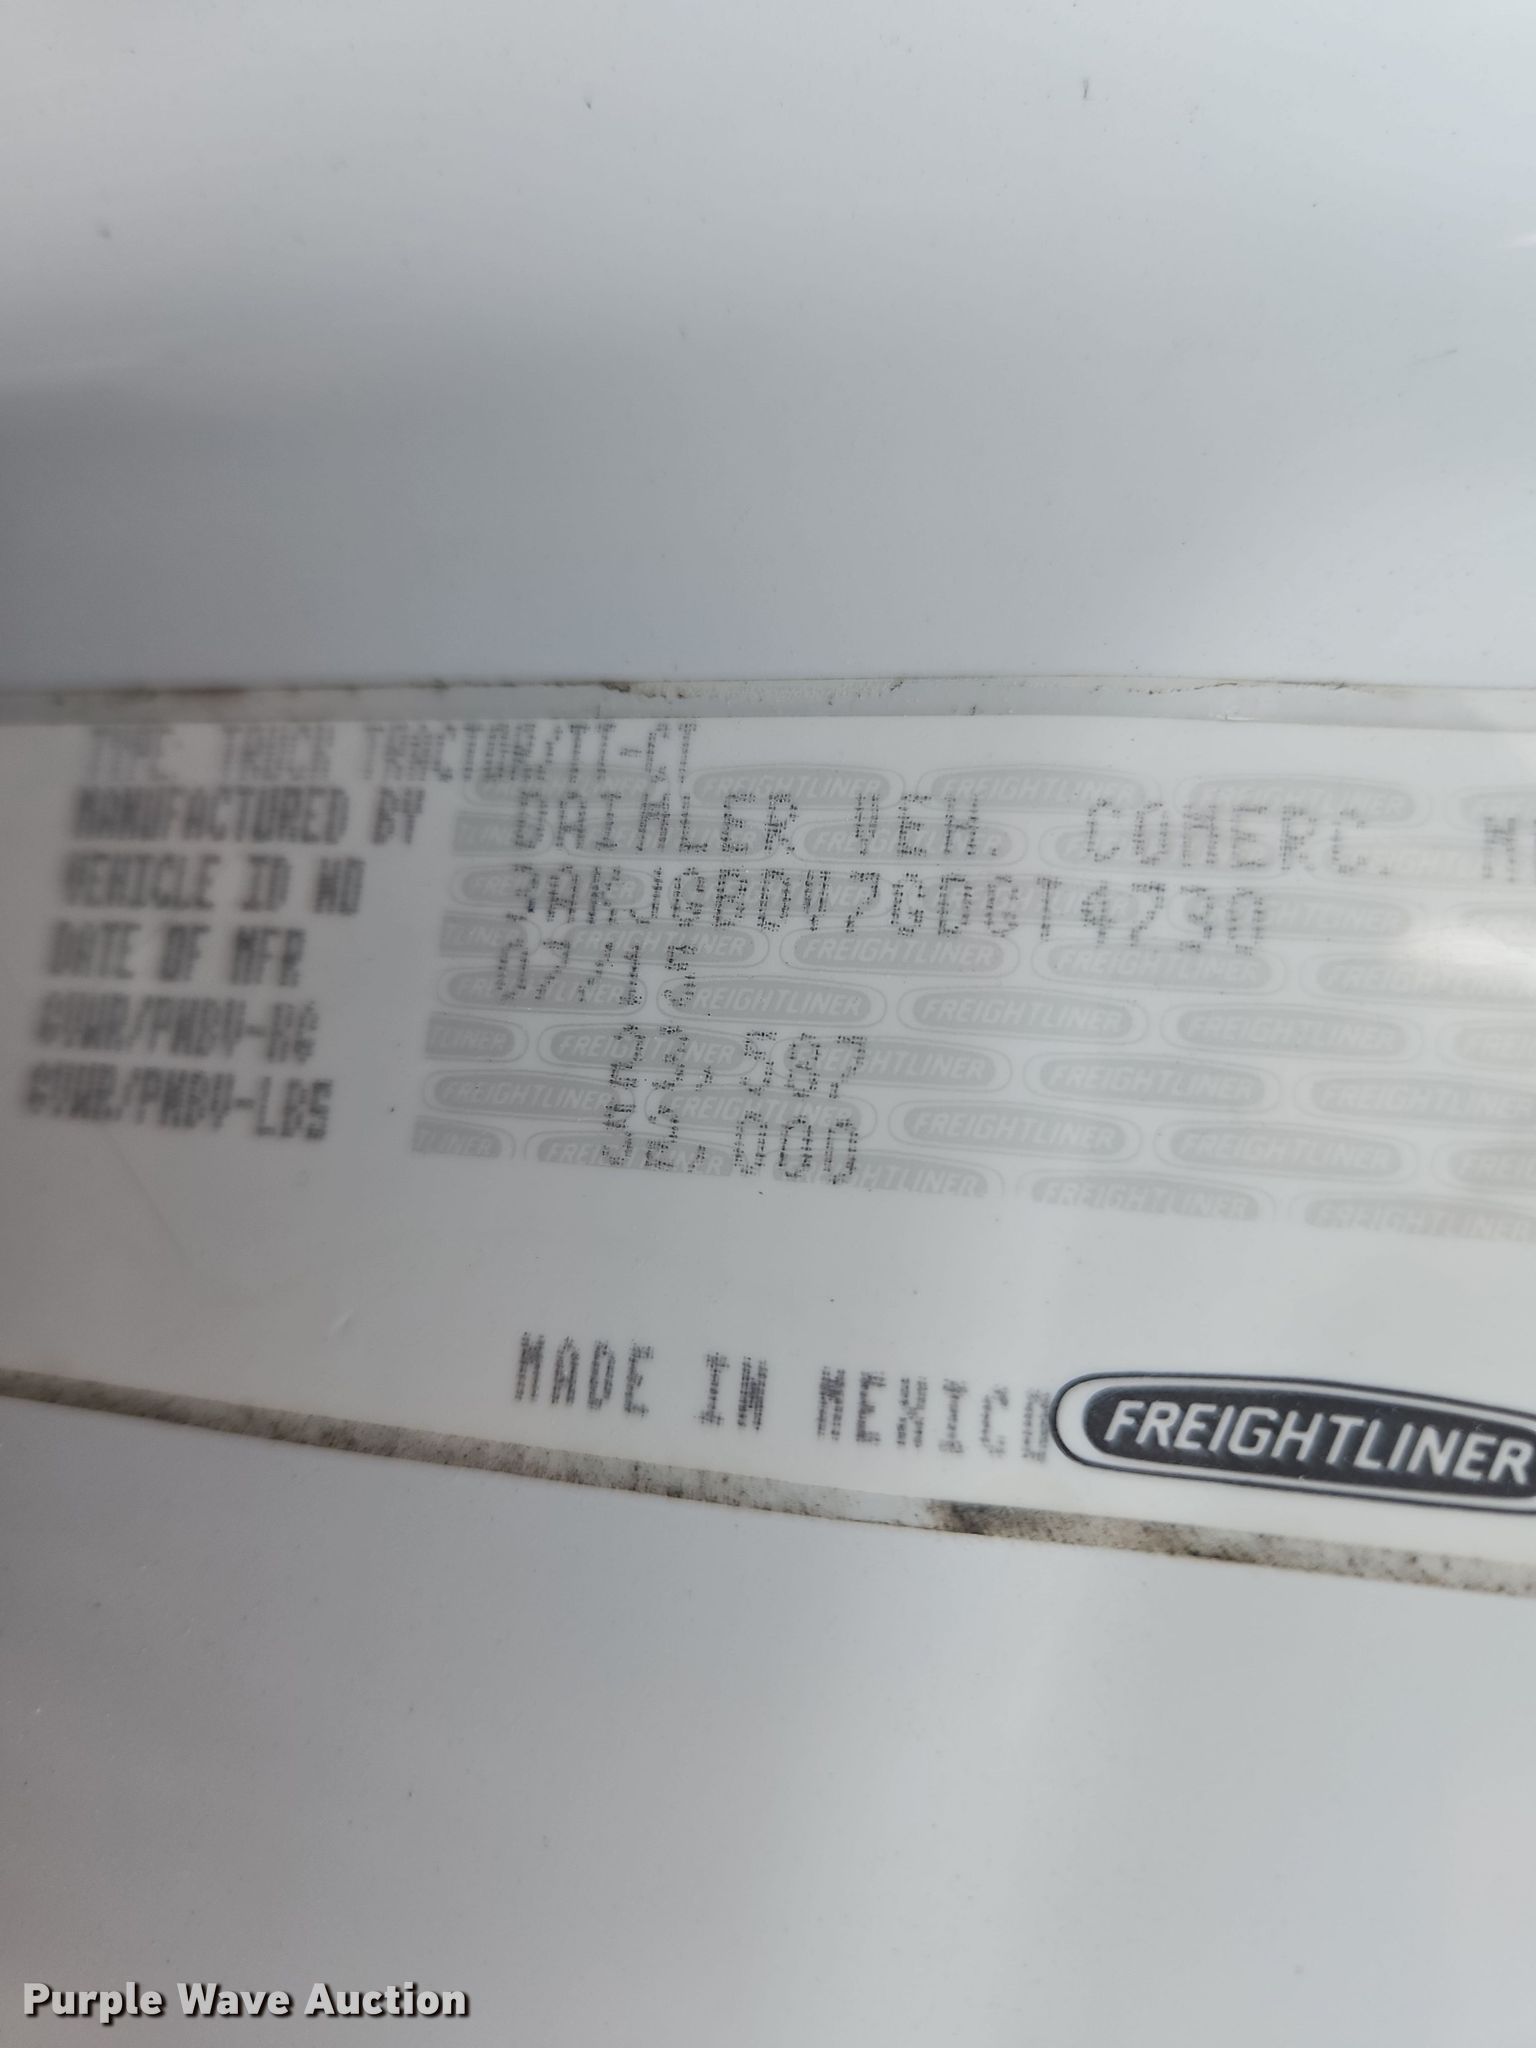 TYPE: TRUCK TRACTOR/TT-CT
MANUFACTURED BY DAIMLER VEH. COMERC.
VEHICLE ID NO 3AKJGBDV7GDGT4730
DATE OF MFR 07/15
GVWR/PNBV-KG 23,587
GVWR/PNBV-LBS 52,000
MADE IN MEXICO FREIGHTLINER
Purple Wave Auction